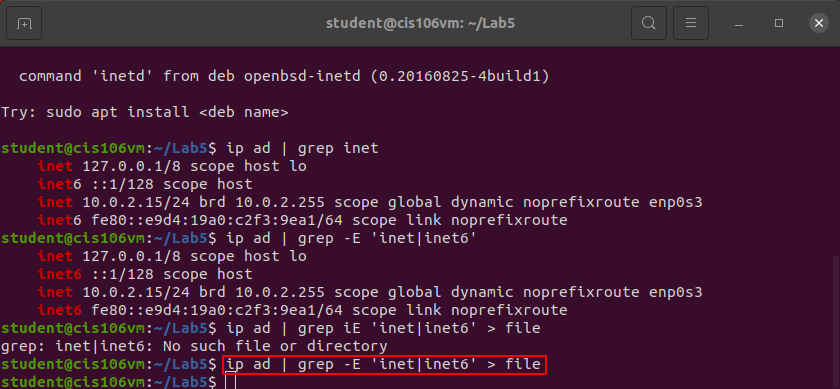 student@cis106vm: ~/Lab5
command 'inetd' from deb openbsd-inetd (0.20160825-4build1)
Try: sudo apt install <deb name>
student@cis106vm:~/Lab5$ ip ad | grep inet
inet 127.0.0.1/8 scope host lo
inet6 ::1/128 scope host
inet 10.0.2.15/24 brd 10.0.2.255 scope global dynamic noprefixroute enp0s3
inet6 fe80::e9d4:19a0:c2f3:9ea1/64 scope link noprefixroute
student@cis106vm:~/Lab5$ ip ad | grep -E 'inet|inet6'
inet 127.0.0.1/8 scope host lo
inet6 ::1/128 scope host
inet 10.0.2.15/24 brd 10.0.2.255 scope global dynamic noprefixroute enp0s3
inet6 fe80::e9d4:19a0:c2f3:9ea1/64 scope link noprefixroute
student@cis106vm:~/Lab5$ ip ad | grep iE 'inet|inet6' > file
grep: inet|inet6: No such file or directory
student@cis106vm:~/Lab5$ ip ad | grep -E 'inet|inet6' > file
student@cis106vm:~/Lab5$